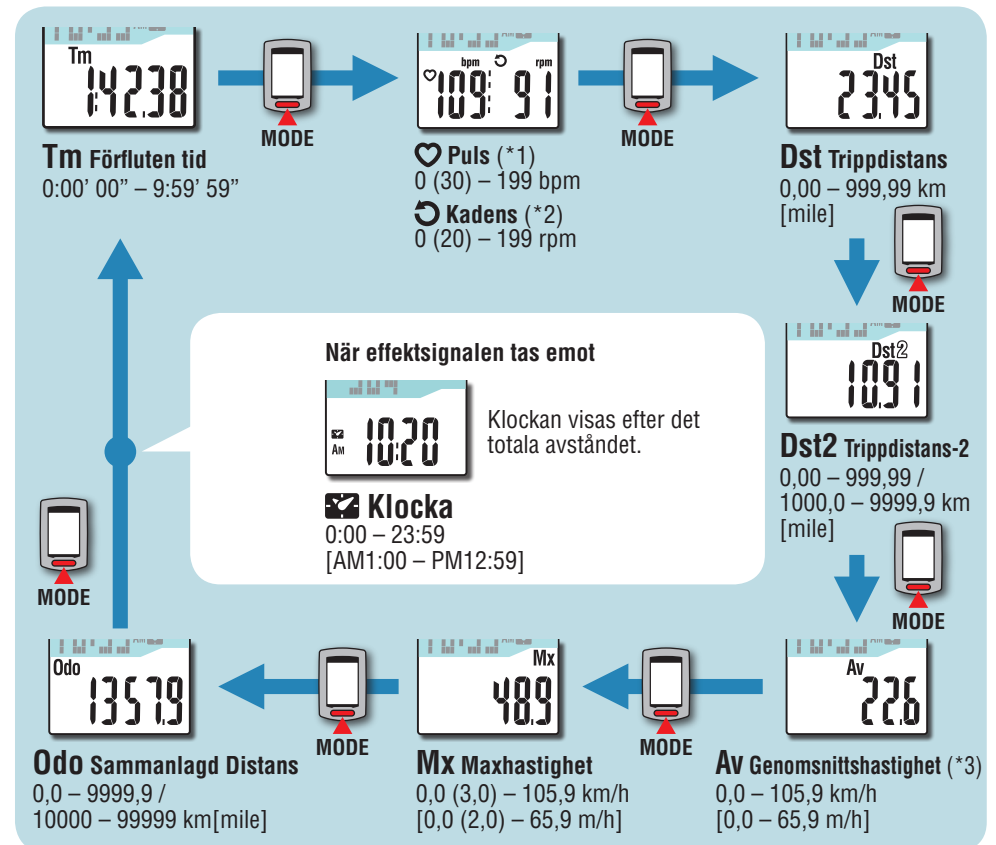 Tm
1:42.38
MODE
bpm
rpm
109 91
MODE
Dst
23.45
Tm Förfluten tid
0:00’ 00” – 9:59’ 59”
Puls (*1)
0 (30) – 199 bpm
Kadens (*2)
0 (20) – 199 rpm
Dst Trippdistans
0,00 – 999,99 km
[mile]
MODE
Dst2
10.91
Dst2 Trippdistans-2
0,00 – 999,99 /
1000,0 – 9999,9 km
[mile]
MODE
När effektsignalen tas emot
AM
10:20
Klockan visas efter det
totala avståndet.
Klocka
0:00 – 23:59
[AM1:00 – PM12:59]
Av
22.6
Av Genomsnittshastighet (*3)
0,0 – 105,9 km/h
[0,0 – 65,9 m/h]
MODE
Mx
48.9
Mx Maxhastighet
0,0 (3,0) – 105,9 km/h
[0,0 (2,0) – 65,9 m/h]
MODE
Odo
1357.9
Odo Sammanlagd Distans
0,0 – 9999,9 /
10000 – 99999 km[mile]
MODE